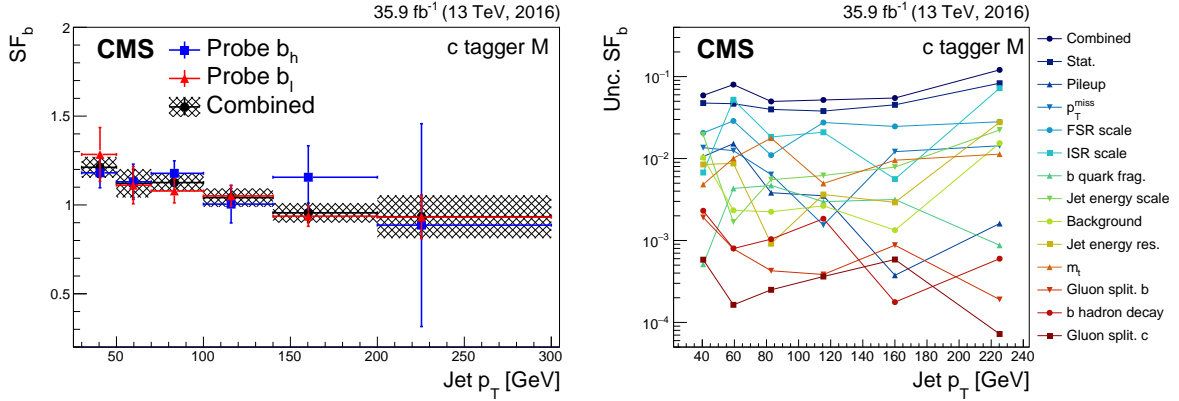 35.9 fb⁻¹ (13 TeV, 2016)
CMS
c tagger M
Probe b_h
Probe b_l
Combined
SF_b
2
1.5
1
0.5
50
100
150
200
250
300
Jet p_T [GeV]
35.9 fb⁻¹ (13 TeV, 2016)
CMS
c tagger M
Unc. SF_b
10⁻¹
10⁻²
10⁻³
10⁻⁴
40
60
80
100
120
140
160
180
200
220
240
Jet p_T [GeV]
Combined
Stat.
Pileup
p_T^miss
FSR scale
ISR scale
b quark frag.
Jet energy scale
Background
Jet energy res.
m_t
Gluon split. b
b hadron decay
Gluon split. c